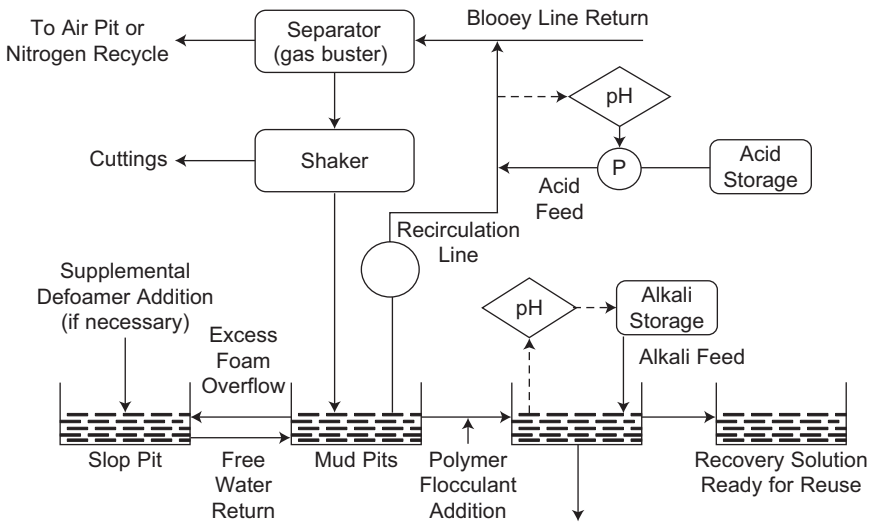 Blooey Line Return
To Air Pit or
Nitrogen Recycle
Separator
(gas buster)
pH
Cuttings
Shaker
P
Acid
Storage
Acid
Feed
Recirculation
Line
Supplemental
Defoamer Addition
(if necessary)
pH
Alkali
Storage
Excess
Foam
Overflow
Alkali Feed
Slop Pit
Free
Water
Return
Mud Pits
Polymer
Flocculant
Addition
Recovery Solution
Ready for Reuse